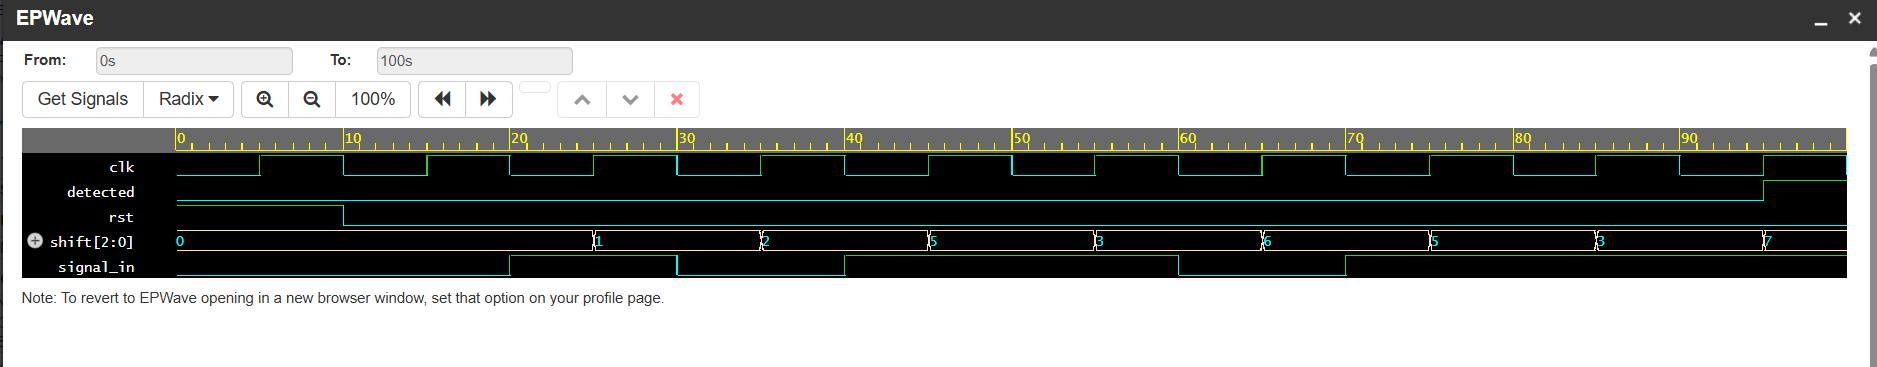 EPWave
From: 0s To: 100s
Get Signals Radix 100%
0 10 20 30 40 50 60 70 80 90
clk
detected
rst
shift[2:0] 0 1 2 5 3 6 5 3 7
signal_in
Note: To revert to EPWave opening in a new browser window, set that option on your profile page.